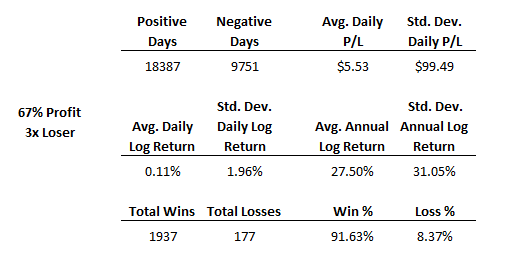 Positive Negative Avg. Daily Std. Dev.
Days Days P/L Daily P/L
18387 9751 $5.53 $99.49
67% Profit
3x Loser
Std. Dev. Std. Dev.
Avg. Daily Daily Log Avg. Annual Annual Log
Log Return Return Log Return Return
0.11% 1.96% 27.50% 31.05%
Total Wins Total Losses Win % Loss %
1937 177 91.63% 8.37%